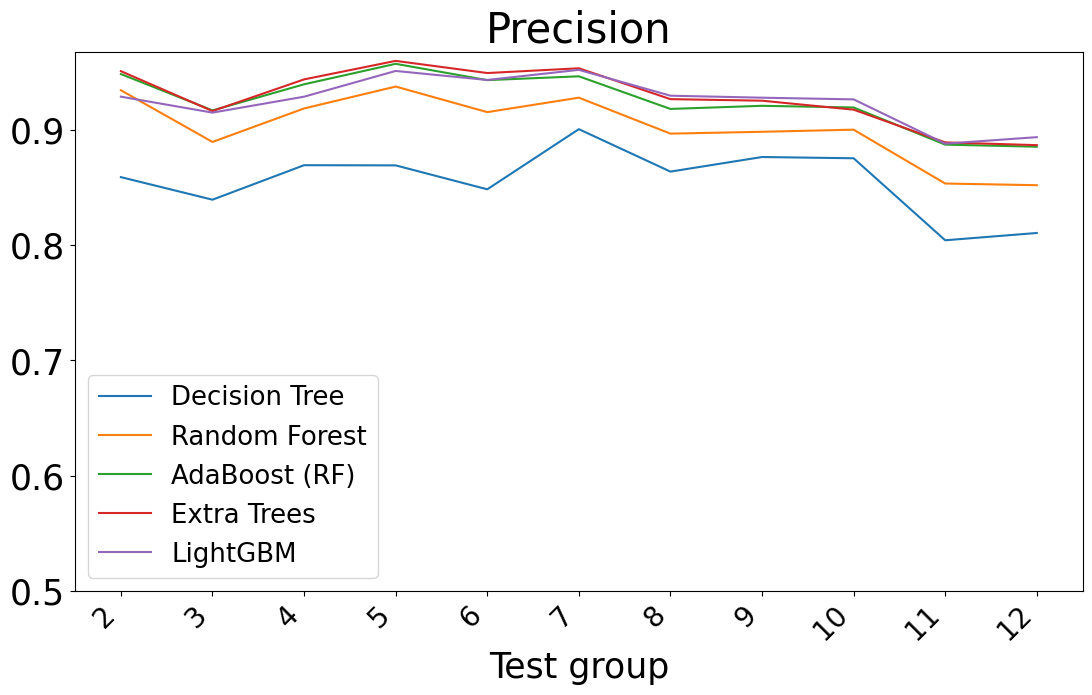 Precision
0.9
0.8
0.7
0.6
0.5
Decision Tree
Random Forest
AdaBoost (RF)
Extra Trees
LightGBM
2 3 4 5 6 7 8 9 10 11 12
Test group